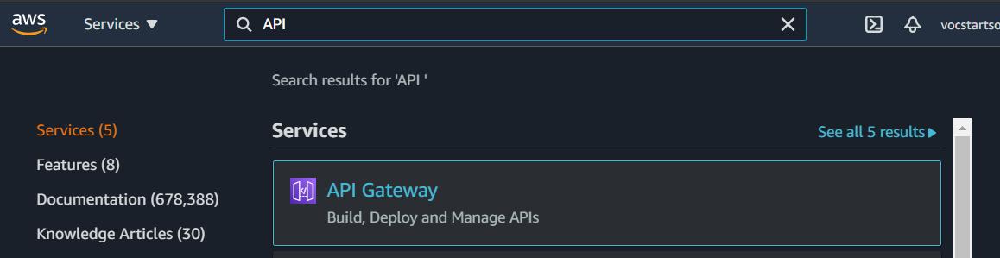 aws Services ▼ API vocstartso
Search results for 'API '
Services (5)
Services See all 5 results ▶
Features (8)
API Gateway
Documentation (678,388)
Build, Deploy and Manage APIs
Knowledge Articles (30)